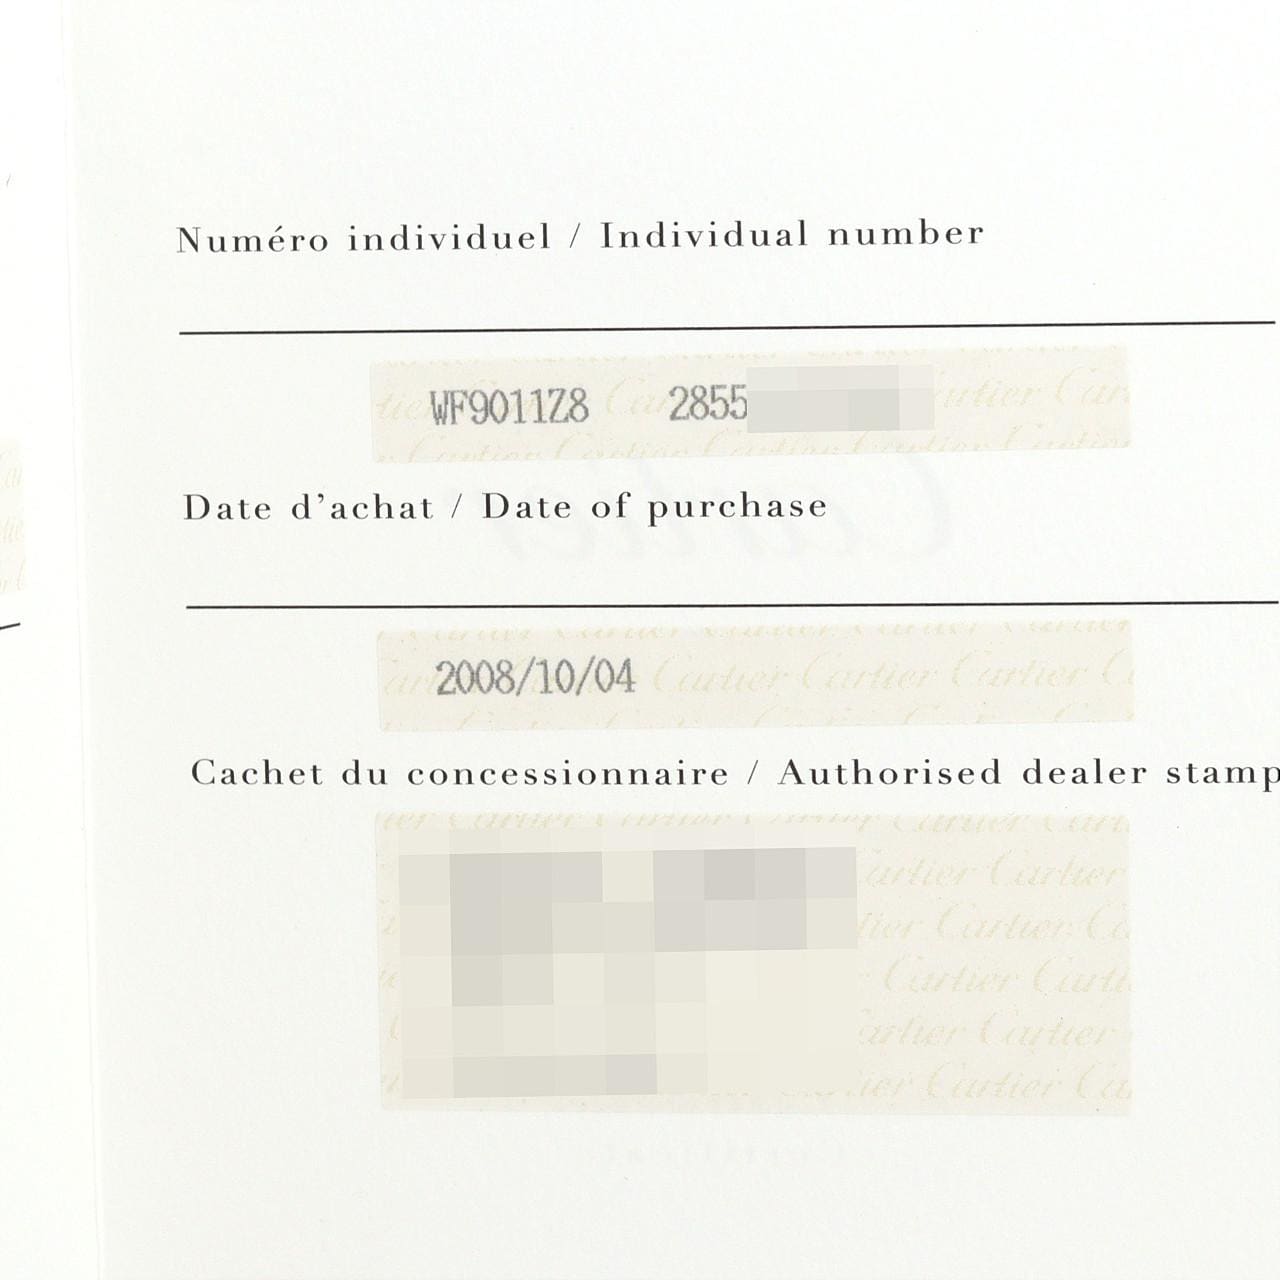 Numéro individuel / Individual number
WF9011Z8 2855
Date d'achat / Date of purchase
2008/10/04
Cachet du concessionnaire / Authorised dealer stamp